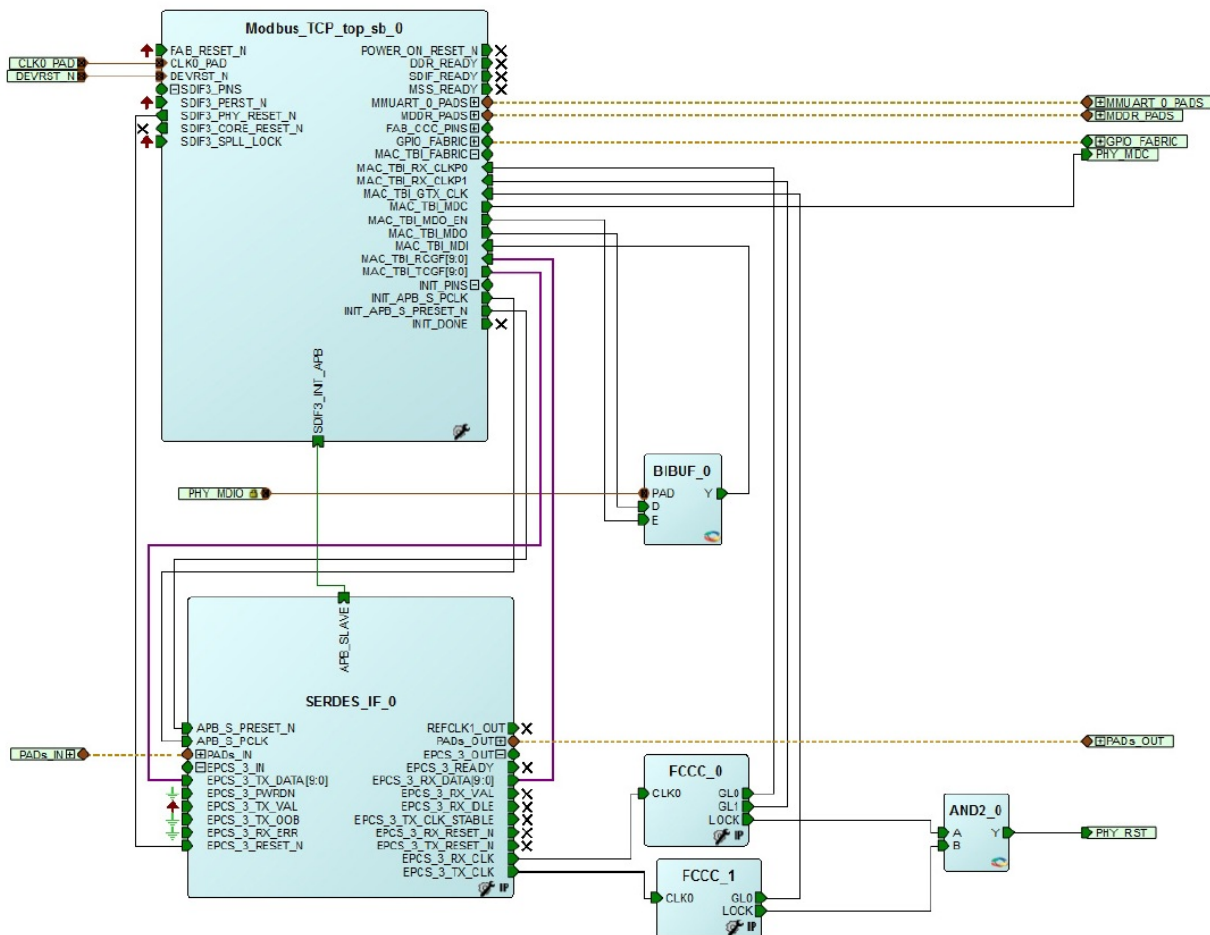 Modbus_TCP_top_sb_0
FAB_RESET_N
CLK0_PAD
DEVRST_N
SDIF3_PINS
SDIF3_PERST_N
SDIF3_PHY_RESET_N
SDIF3_CORE_RESET_N
SDIF3_SPLL_LOCK
POWER_ON_RESET_N
DDR_READY
SDIF_READY
MSS_READY
MMUART_0_PADS
MDDR_PADS
FAB_CCC_PINS
GPIO_FABRIC
MAC_TBI_FABRIC
MAC_TBI_RX_CLKP0
MAC_TBI_RX_CLKP1
MAC_TBI_GTX_CLK
MAC_TBI_MDC
MAC_TBI_MDO_EN
MAC_TBI_MDO
MAC_TBI_MDI
MAC_TBI_RCGF[9:0]
MAC_TBI_TCGF[9:0]
INIT_PINS
INIT_APB_S_PCLK
INIT_APB_S_PRESET_N
INIT_DONE
SDIF3_INIT_APB
CLK0_PAD
DEVRST_N
MMUART_0_PADS
MDDR_PADS
GPIO_FABRIC
PHY_MDC
PHY_MDIO
BIBUF_0
PAD Y
D
E
APB_SLAVE
SERDES_IF_0
APB_S_PRESET_N
APB_S_PCLK
PADs_IN
EPCS_3_IN
EPCS_3_TX_DATA[9:0]
EPCS_3_PWRDN
EPCS_3_TX_VAL
EPCS_3_TX_OOB
EPCS_3_RX_ERR
EPCS_3_RESET_N
REFCLK1_OUT
PADs_OUT
EPCS_3_OUT
EPCS_3_READY
EPCS_3_RX_DATA[9:0]
EPCS_3_RX_VAL
EPCS_3_RX_IDLE
EPCS_3_TX_CLK_STABLE
EPCS_3_RX_RESET_N
EPCS_3_TX_RESET_N
EPCS_3_RX_CLK
EPCS_3_TX_CLK
IP
PADs_IN
PADs_OUT
FCCC_0
CLK0 GL0
GL1
LOCK
IP
FCCC_1
CLK0 GL0
LOCK
IP
AND2_0
A Y
B
PHY_RST